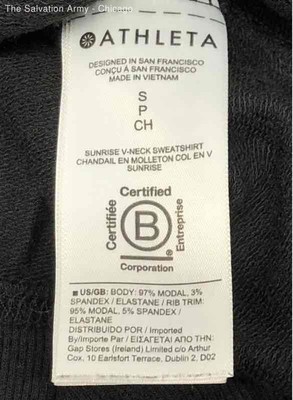 The Salvation Army - Chicago
ATHLETA
DESIGNED IN SAN FRANCISCO
CONÇU À SAN FRANCISCO
MADE IN VIETNAM
S
P
CH
SUNRISE V-NECK SWEATSHIRT
CHANDAIL EN MOLLETON COL EN V
SUNRISE
Certified
Certifiée
B
Entreprise
Corporation
■ US/GB: BODY: 97% MODAL, 3%
SPANDEX / ELASTANE / RIB TRIM:
95% MODAL, 5% SPANDEX /
ELASTANE
DISTRIBUIDO POR / Imported
By/Importe Par / ΕΙΣΑΓΕΤΑΙ ΑΠΟ ΤΗΝ:
Gap Stores (Ireland) Limited c/o Arthur
Cox, 10 Earlsfort Terrace, Dublin 2, D02